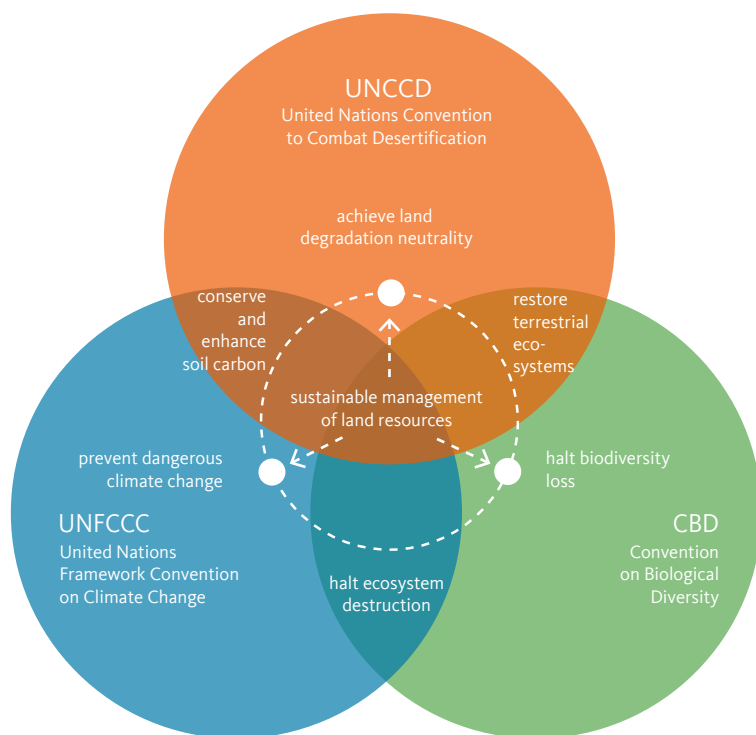 UNCCD
United Nations Convention
to Combat Desertification
achieve land
degradation neutrality
conserve
and
enhance
soil carbon
restore
terrestrial
eco-
systems
sustainable management
of land resources
prevent dangerous
climate change
halt biodiversity
loss
UNFCCC
United Nations
Framework Convention
on Climate Change
CBD
Convention
on Biological
Diversity
halt ecosystem
destruction